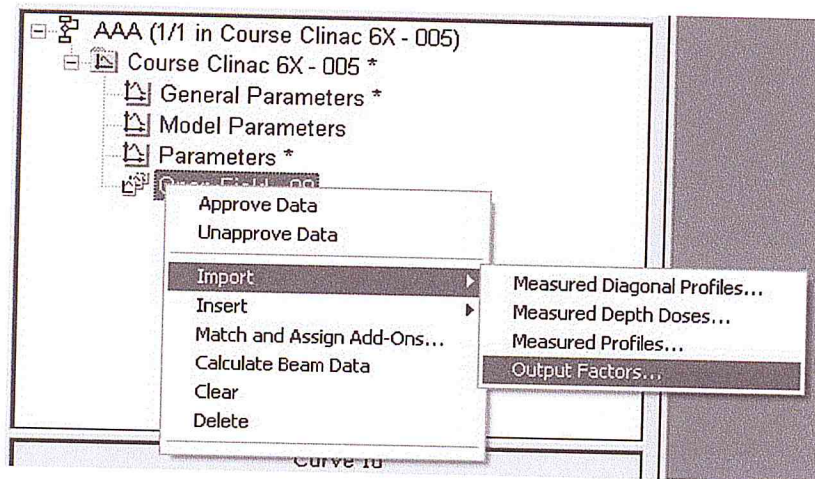 AAA (1/1 in Course Clinac 6X - 005)
Course Clinac 6X - 005 *
General Parameters *
Model Parameters
Parameters *
Approve Data
Unapprove Data
Import
Insert
Match and Assign Add-Ons...
Calculate Beam Data
Clear
Delete
Measured Diagonal Profiles...
Measured Depth Doses...
Measured Profiles...
Output Factors...